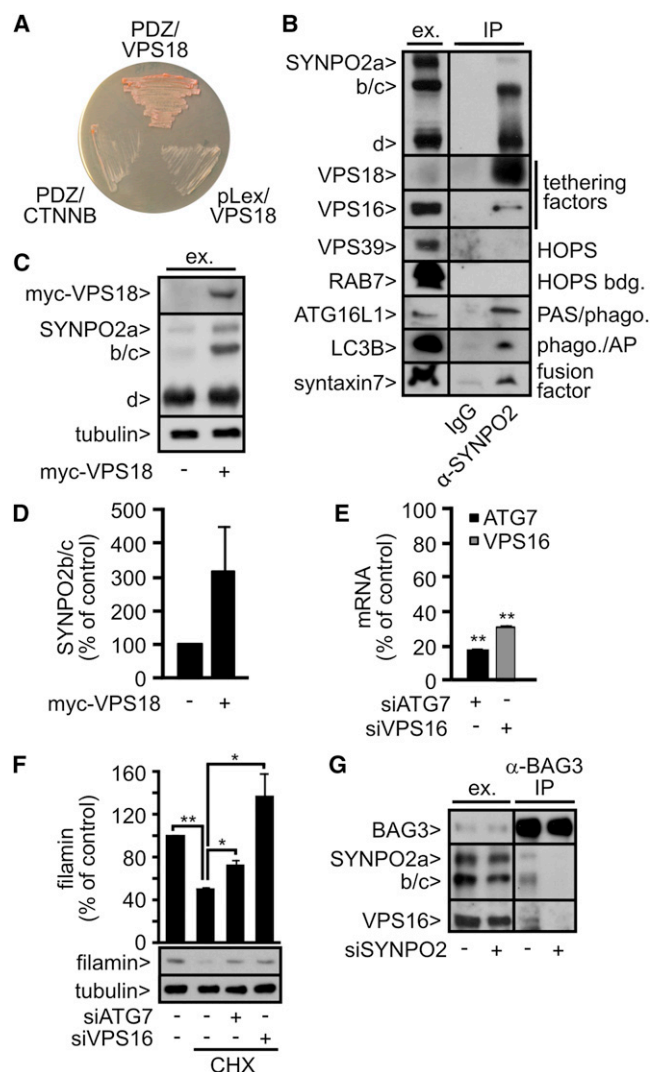 A
PDZ/
VPS18
PDZ/
CTNNB
pLex/
VPS18
B
ex. IP
SYNPO2a>
b/c>
d>
VPS18>
VPS16>
tethering
factors
VPS39> HOPS
RAB7> HOPS bdg.
ATG16L1> PAS/phago.
LC3B> phago./AP
syntaxin7> fusion
factor
IgG
α-SYNPO2
C
ex.
myc-VPS18>
SYNPO2a>
b/c>
d>
tubulin>
myc-VPS18 - +
D
SYNPO2b/c
(% of control)
500
400
300
200
100
0
myc-VPS18 - +
E
mRNA
(% of control)
100
80
60
40
20
0
ATG7
VPS16
** **
siATG7 + -
siVPS16 - +
F
filamin
(% of control)
160
120
80
40
0
** * *
filamin>
tubulin>
siATG7 - - + -
siVPS16 - - - +
CHX
G
α-BAG3
ex. IP
BAG3>
SYNPO2a>
b/c>
VPS16>
siSYNPO2 - + - +